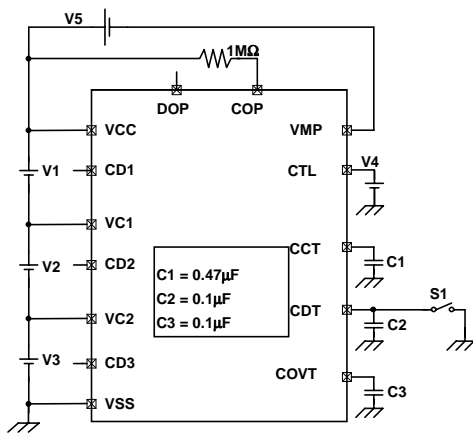 V5
1MΩ
DOP COP
VCC VMP
V1 CD1 CTL V4
VC1
CCT C1
V2 CD2
C1 = 0.47µF
C2 = 0.1µF
C3 = 0.1µF
CDT C2 S1
VC2
V3 CD3
COVT C3
VSS